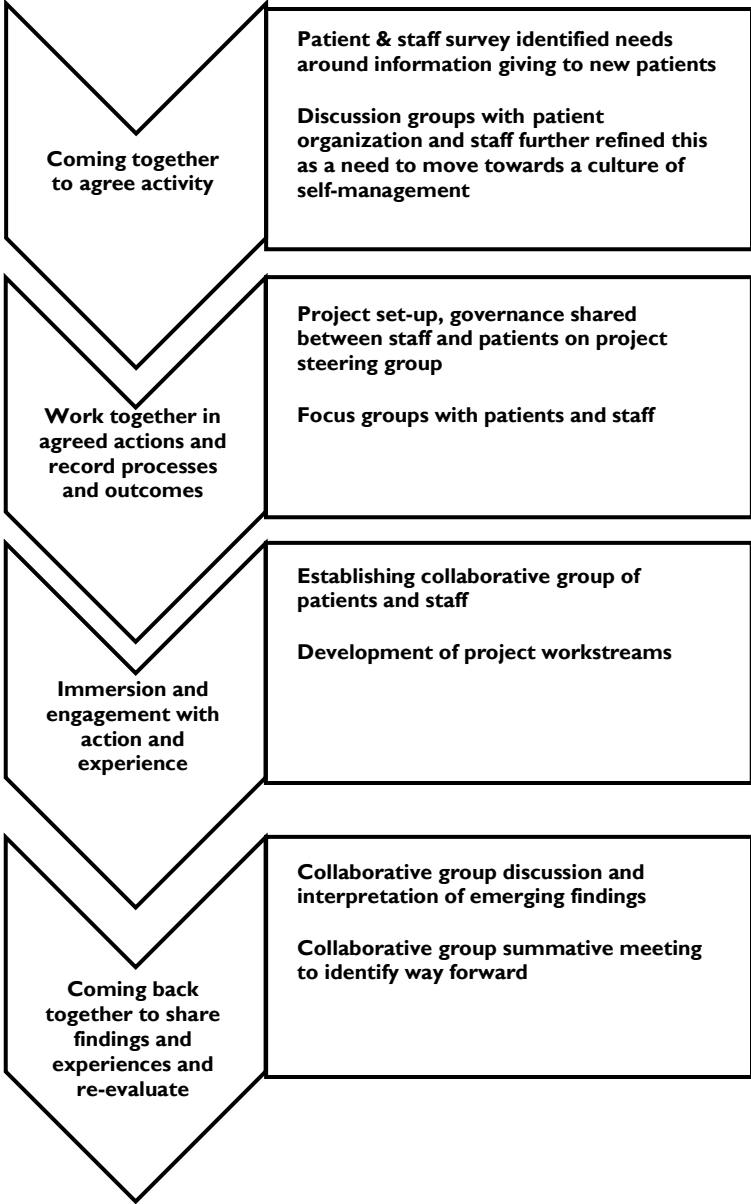 Coming together
to agree activity
Patient & staff survey identified needs
around information giving to new patients
Discussion groups with patient
organization and staff further refined this
as a need to move towards a culture of
self-management
Work together in
agreed actions and
record processes
and outcomes
Project set-up, governance shared
between staff and patients on project
steering group
Focus groups with patients and staff
Immersion and
engagement with
action and
experience
Establishing collaborative group of
patients and staff
Development of project workstreams
Coming back
together to share
findings and
experiences and
re-evaluate
Collaborative group discussion and
interpretation of emerging findings
Collaborative group summative meeting
to identify way forward